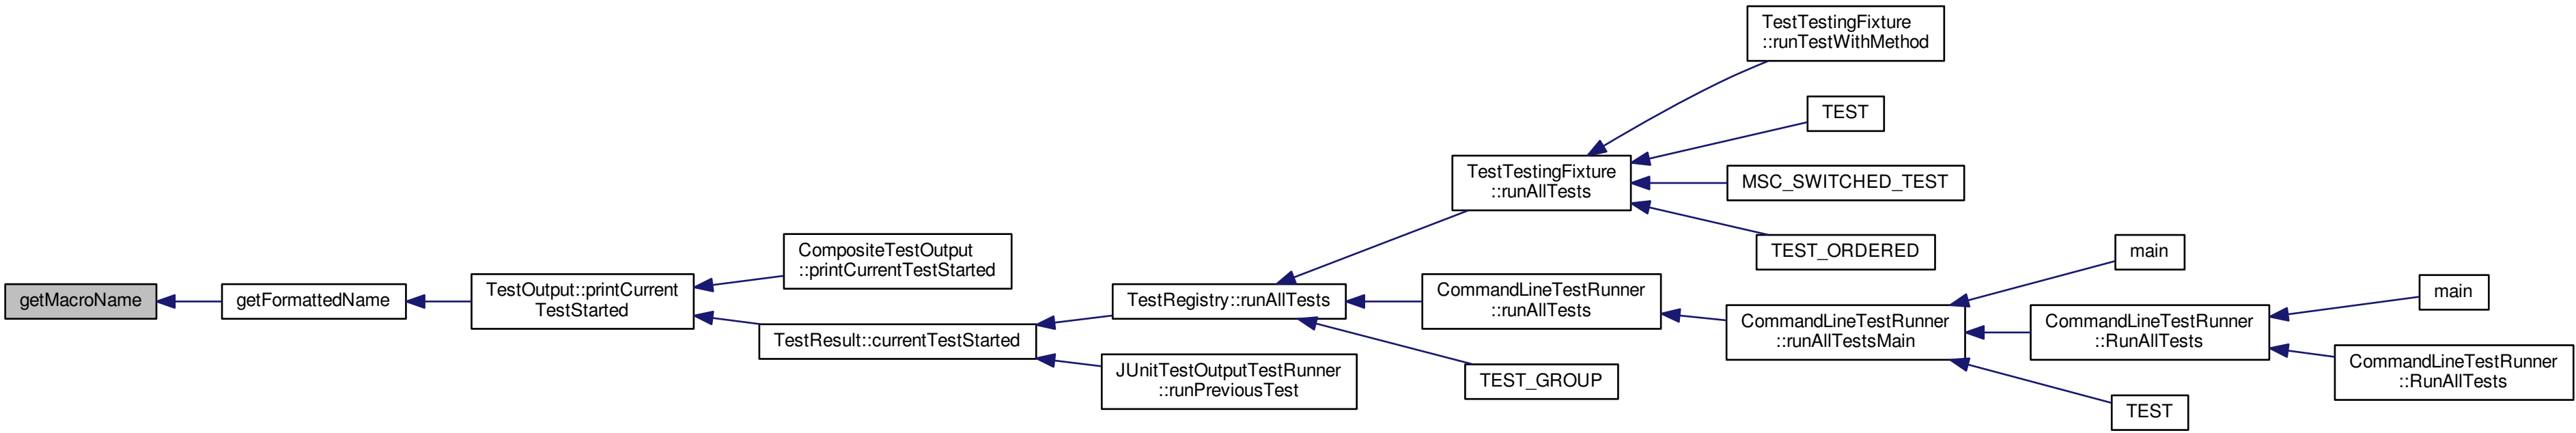 getMacroName
getFormattedName
TestOutput::printCurrent
TestStarted
CompositeTestOutput
::printCurrentTestStarted
TestResult::currentTestStarted
TestRegistry::runAllTests
JUnitTestOutputTestRunner
::runPreviousTest
TestTestingFixture
::runAllTests
CommandLineTestRunner
::runAllTests
TEST_GROUP
TestTestingFixture
::runTestWithMethod
TEST
MSC_SWITCHED_TEST
TEST_ORDERED
CommandLineTestRunner
::runAllTestsMain
main
CommandLineTestRunner
::RunAllTests
TEST
main
CommandLineTestRunner
::RunAllTests